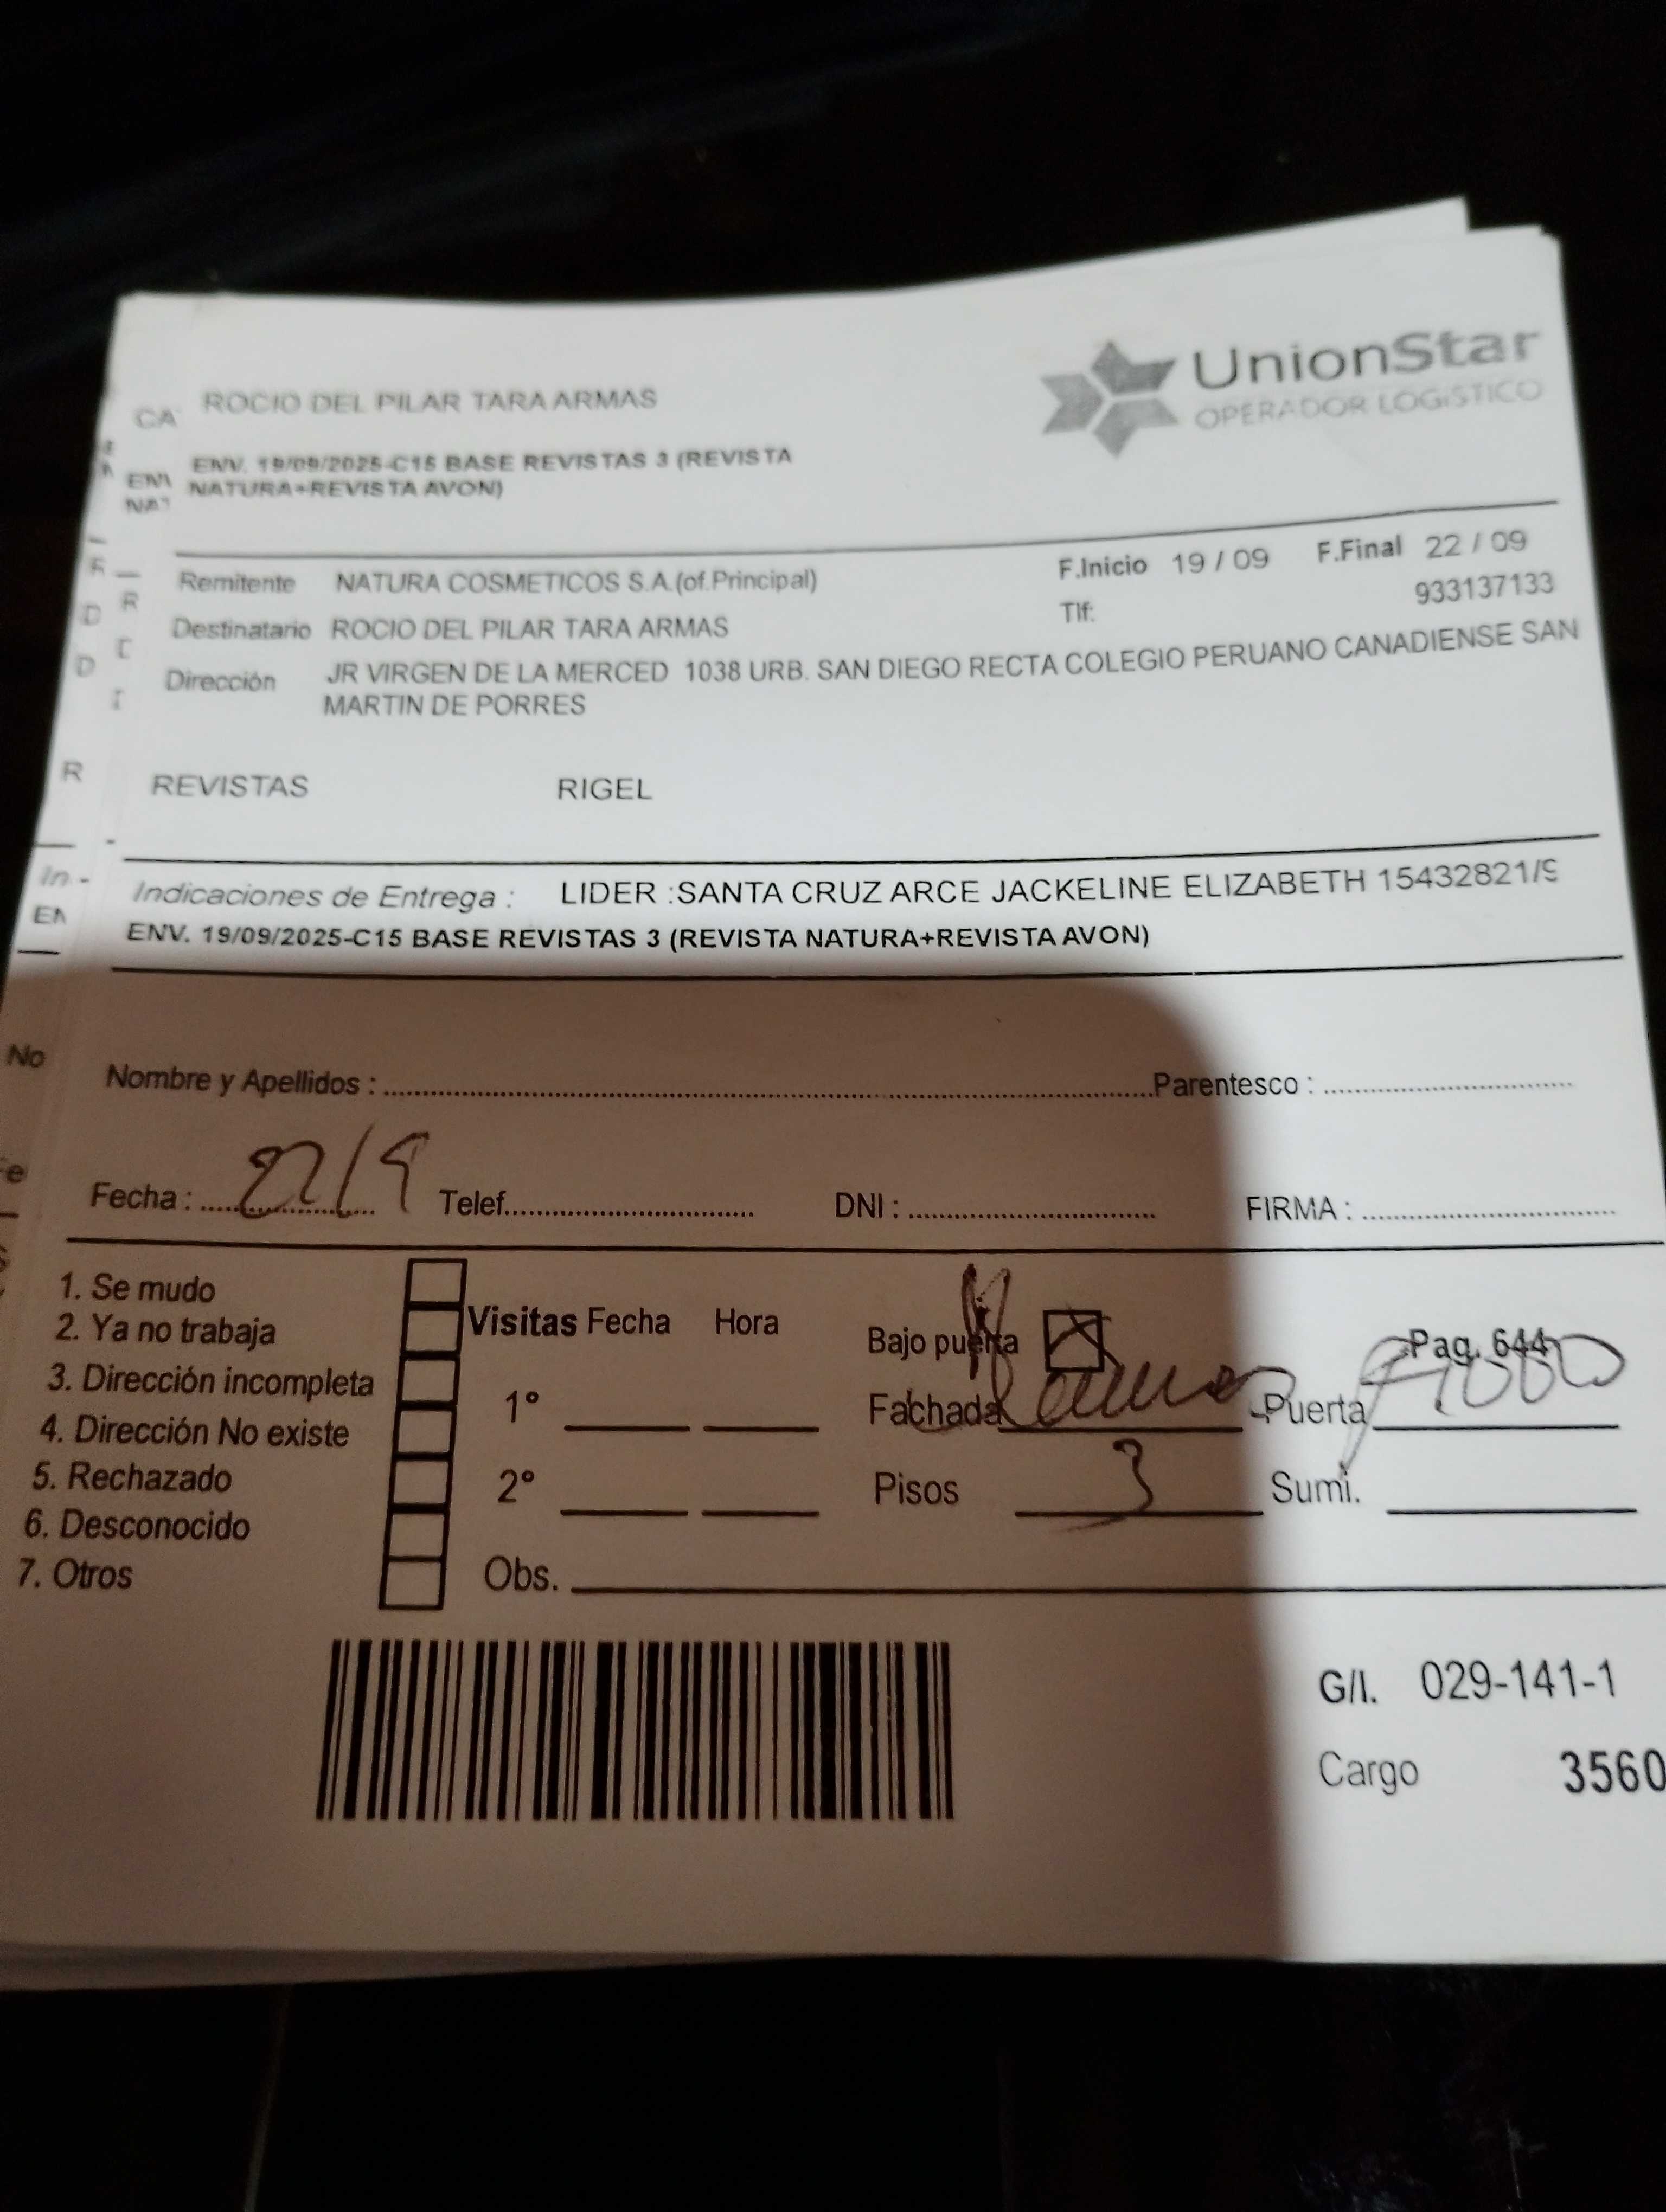 UnionStar
OPERADOR LOGÍSTICO
CA ROCIO DEL PILAR TARA ARMAS
ENV. 19/09/2025-C15 BASE REVISTAS 3 (REVISTA
NATURA+REVISTA AVON)
F.Inicio 19 / 09 F.Final 22 / 09
Remitente NATURA COSMETICOS S.A.(of.Principal)
Tlf: 933137133
Destinatario ROCIO DEL PILAR TARA ARMAS
Dirección JR VIRGEN DE LA MERCED 1038 URB. SAN DIEGO RECTA COLEGIO PERUANO CANADIENSE SAN
MARTIN DE PORRES
REVISTAS RIGEL
Indicaciones de Entrega : LIDER :SANTA CRUZ ARCE JACKELINE ELIZABETH 15432821/9
ENV. 19/09/2025-C15 BASE REVISTAS 3 (REVISTA NATURA+REVISTA AVON)
Nombre y Apellidos : Parentesco :
Fecha : 22/9 Telef. DNI : FIRMA :
1. Se mudo
2. Ya no trabaja
3. Dirección incompleta
4. Dirección No existe
5. Rechazado
6. Desconocido
7. Otros
Visitas Fecha Hora
1°
2°
Obs.
Bajo puerta
Pag. 644
Fachada Puerta
Pisos 3 Sumi.
G/I. 029-141-1
Cargo 3560